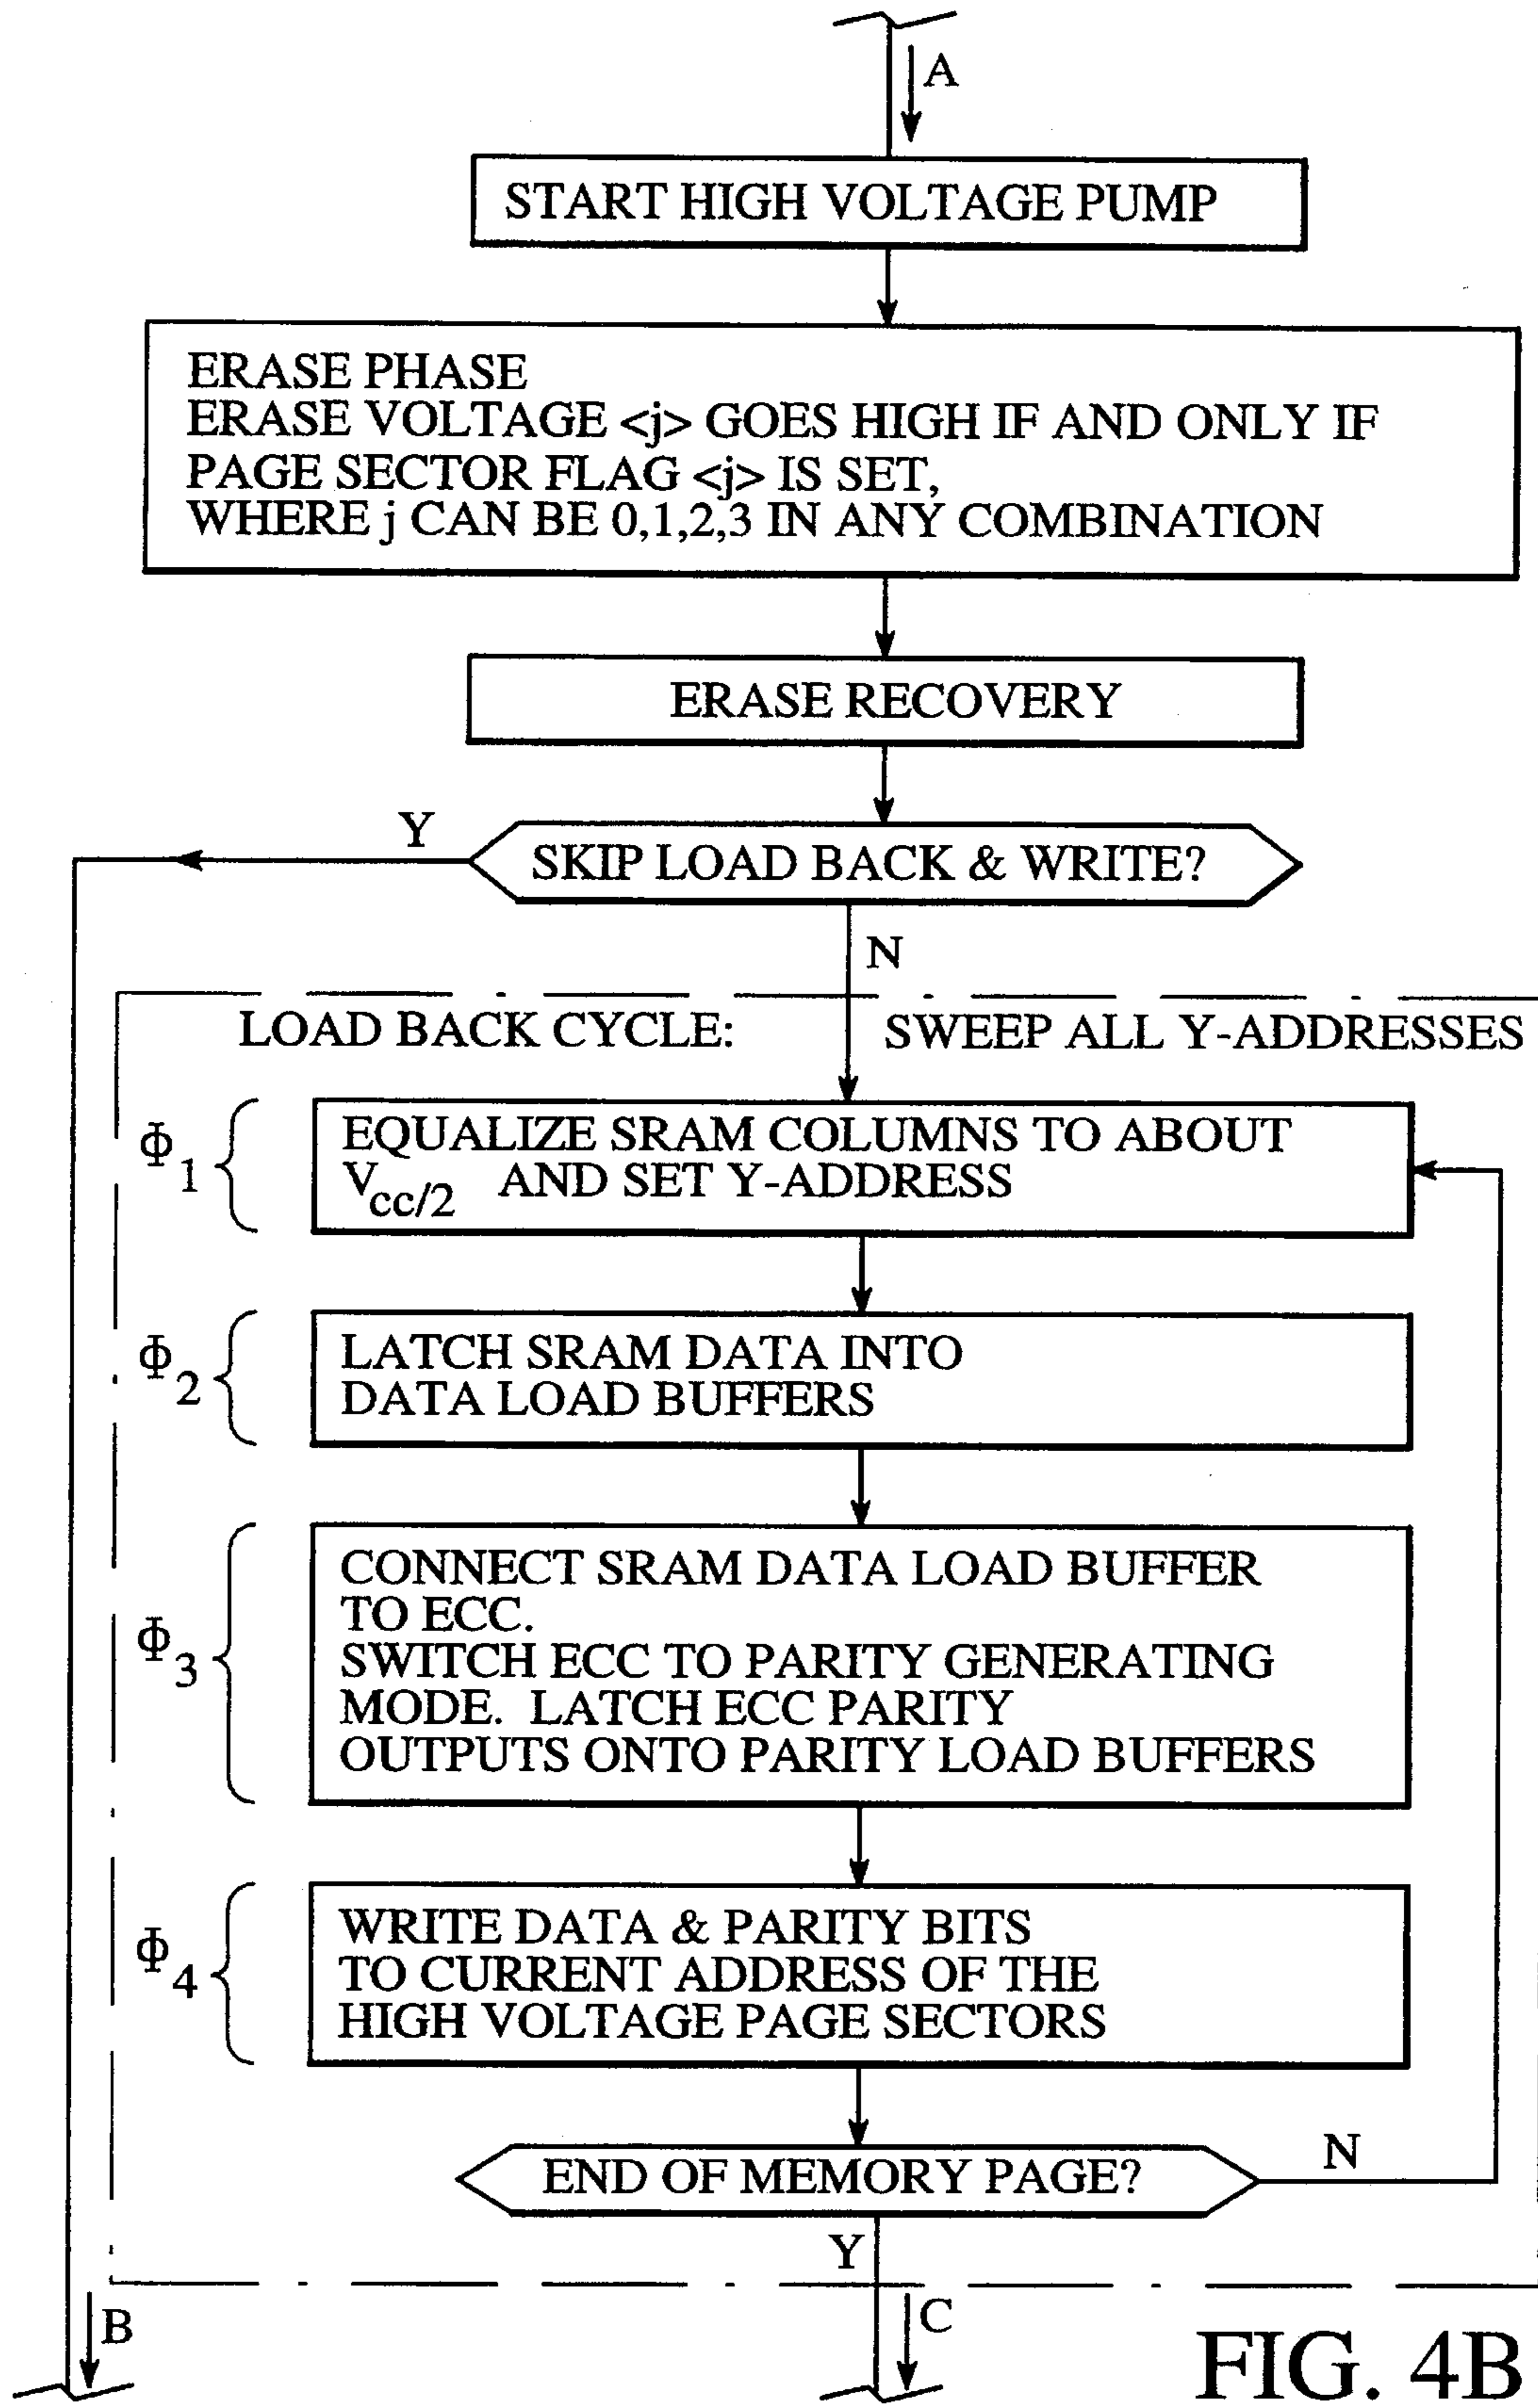 A
START HIGH VOLTAGE PUMP
ERASE PHASE
ERASE VOLTAGE <j> GOES HIGH IF AND ONLY IF
PAGE SECTOR FLAG <j> IS SET,
WHERE j CAN BE 0,1,2,3 IN ANY COMBINATION
ERASE RECOVERY
Y
SKIP LOAD BACK & WRITE?
N
LOAD BACK CYCLE: SWEEP ALL Y-ADDRESSES
Φ1
EQUALIZE SRAM COLUMNS TO ABOUT
Vcc/2 AND SET Y-ADDRESS
Φ2
LATCH SRAM DATA INTO
DATA LOAD BUFFERS
Φ3
CONNECT SRAM DATA LOAD BUFFER
TO ECC.
SWITCH ECC TO PARITY GENERATING
MODE. LATCH ECC PARITY
OUTPUTS ONTO PARITY LOAD BUFFERS
Φ4
WRITE DATA & PARITY BITS
TO CURRENT ADDRESS OF THE
HIGH VOLTAGE PAGE SECTORS
END OF MEMORY PAGE?
N
Y
B
C
FIG. 4B